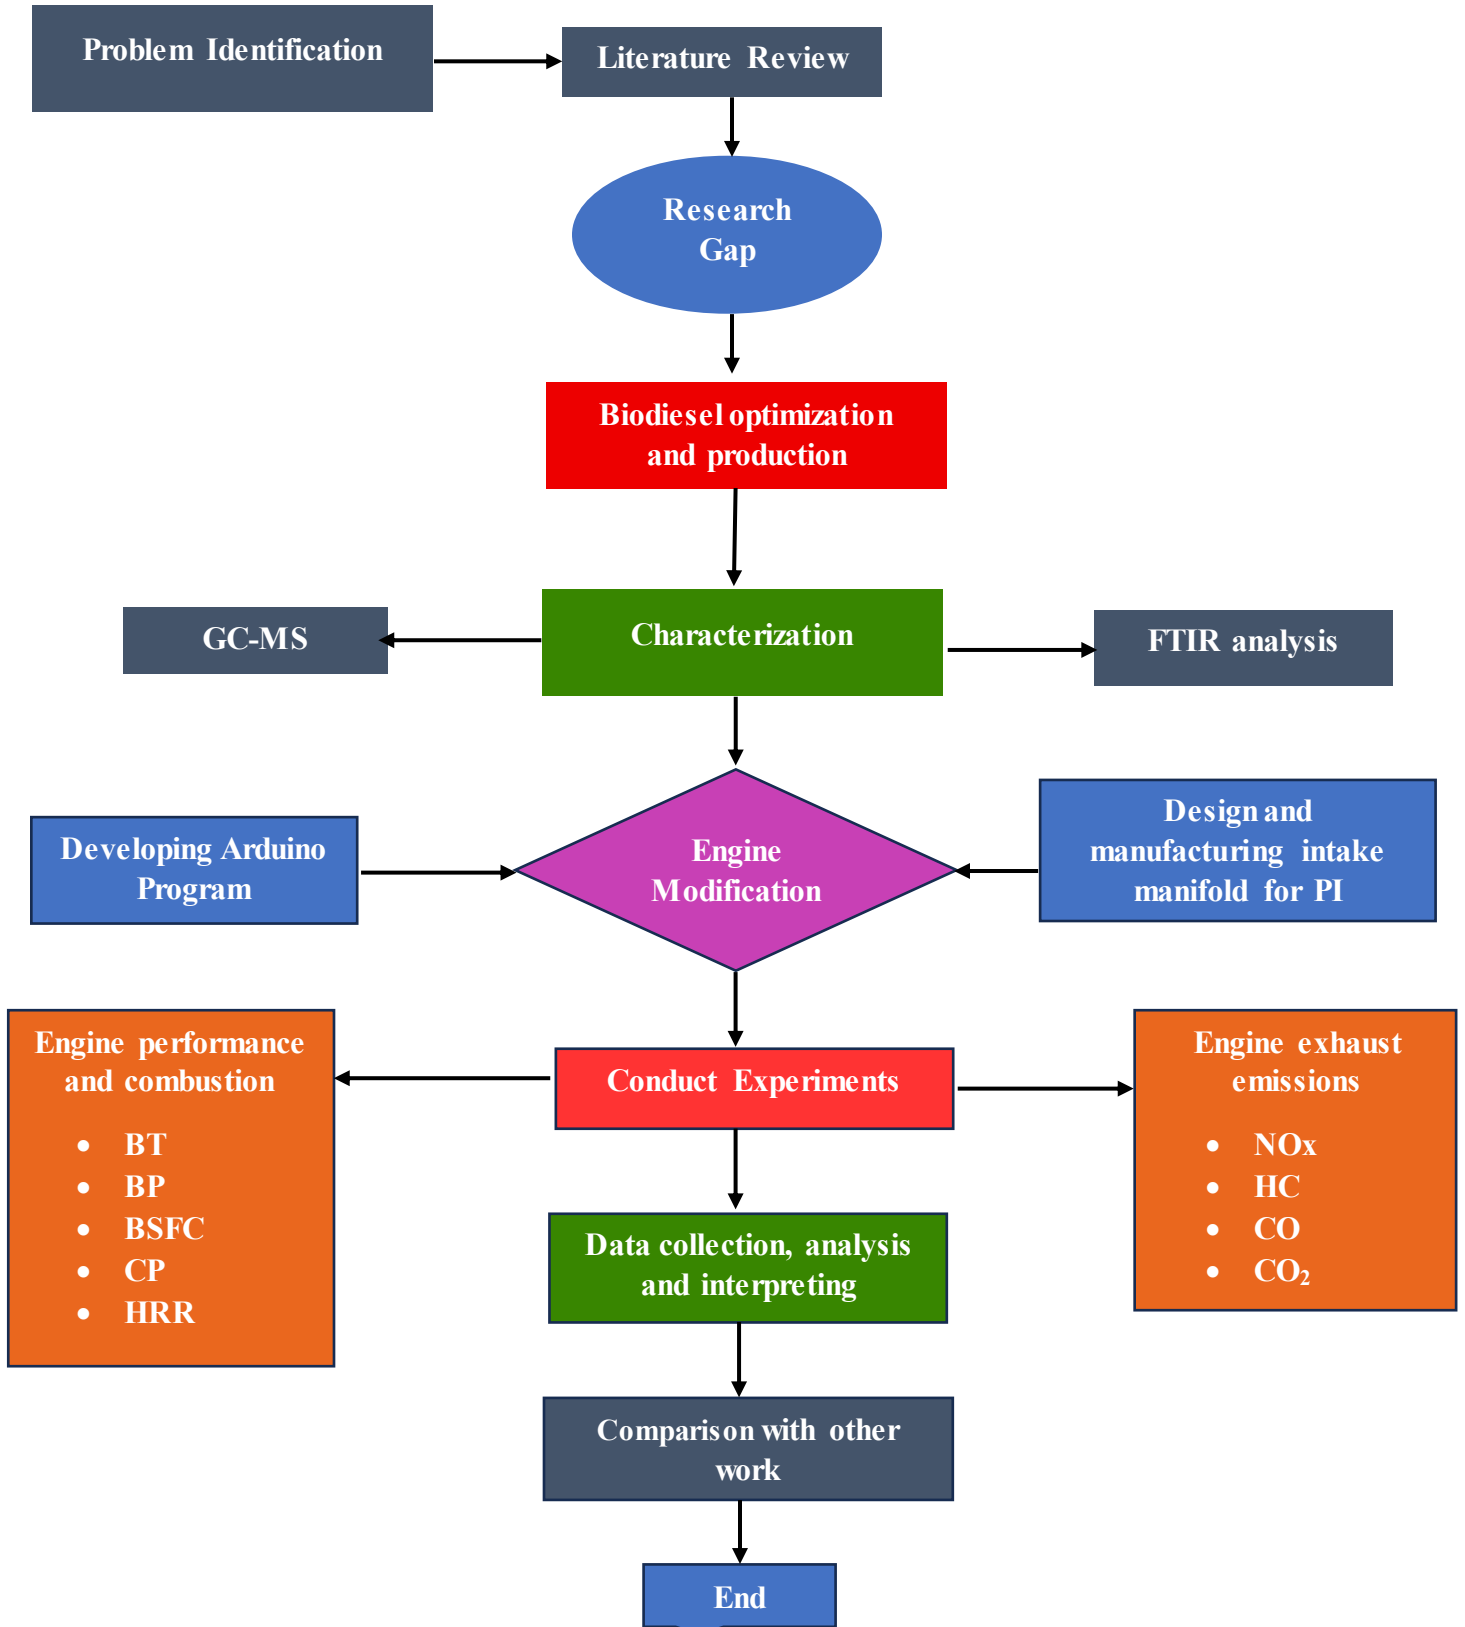 Problem Identification
Literature Review
Research
Gap
Biodiesel optimization
and production
GC-MS
Characterization
FTIR analysis
Developing Arduino
Program
Engine
Modification
Design and
manufacturing intake
manifold for PI
Engine performance
and combustion
• BT
• BP
• BSFC
• CP
• HRR
Conduct Experiments
Engine exhaust
emissions
• NOx
• HC
• CO
• CO₂
Data collection, analysis
and interpreting
Comparison with other
work
End